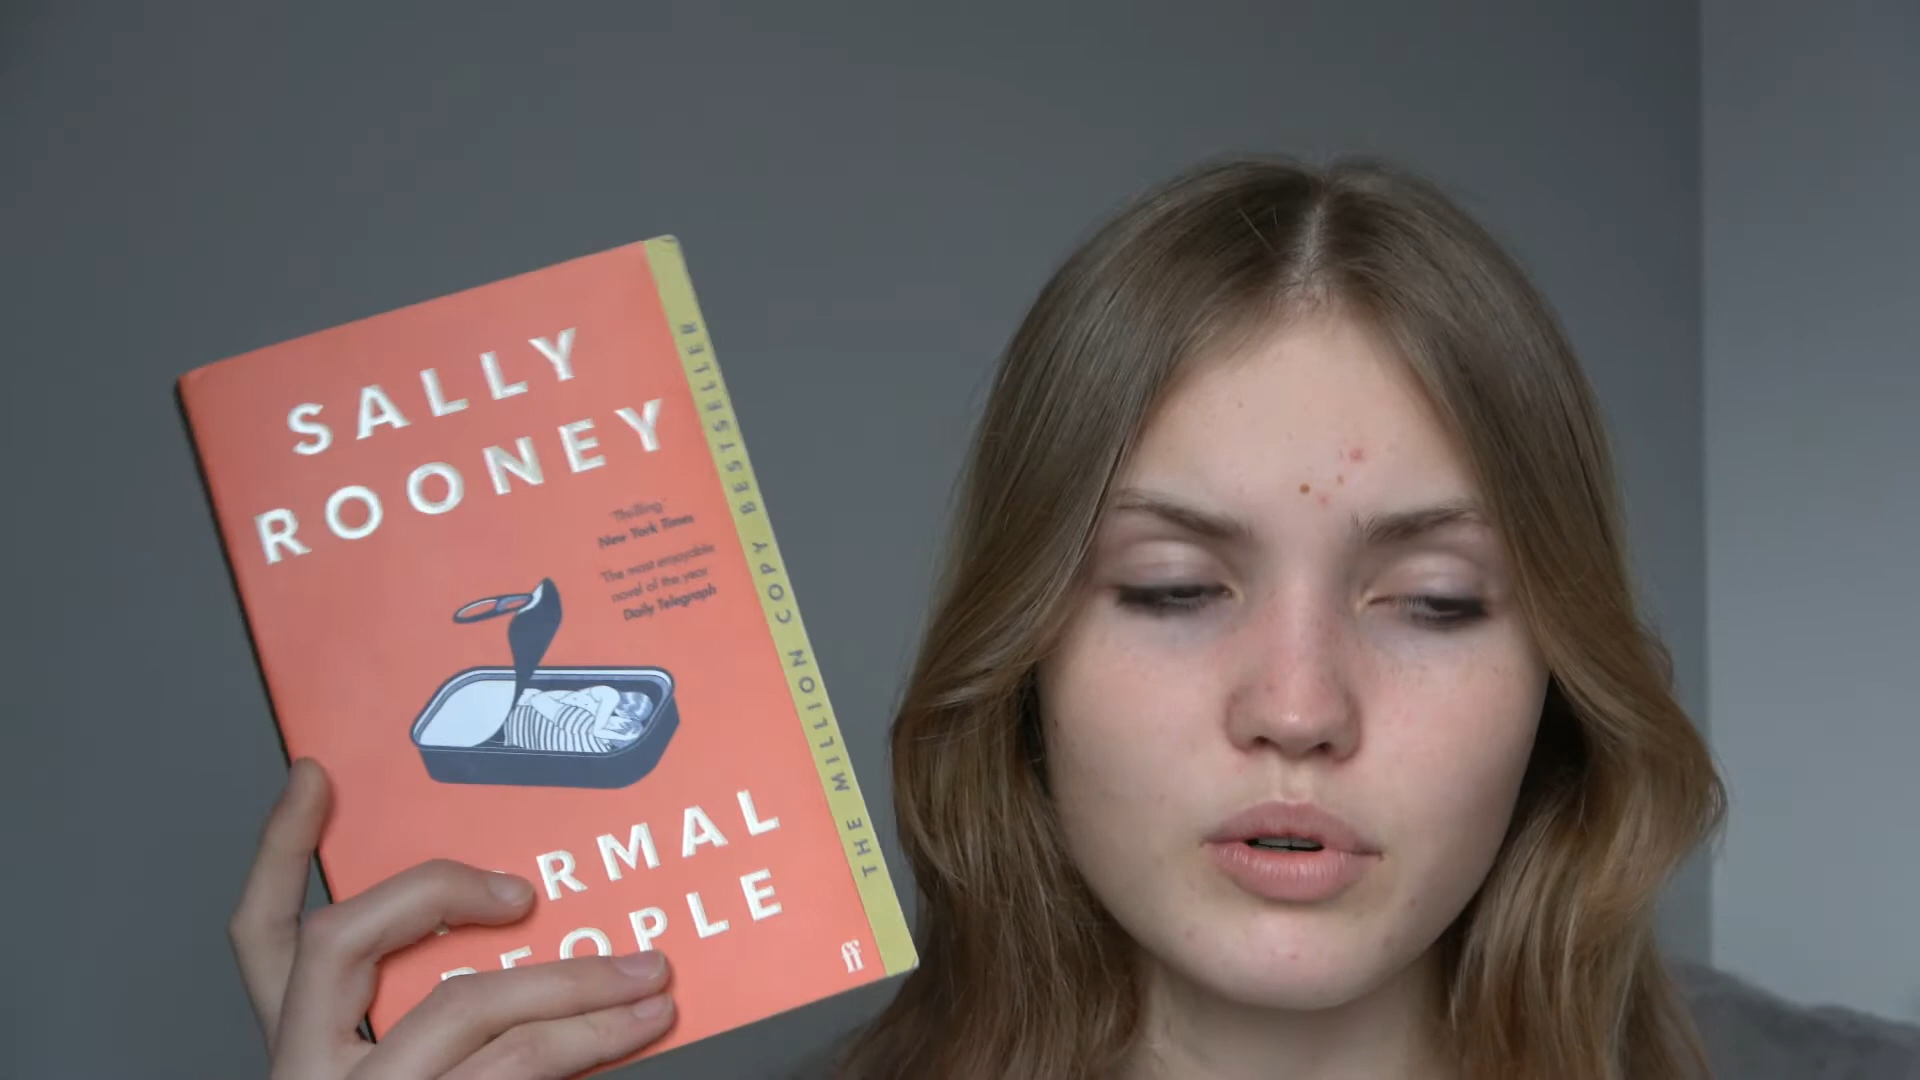 SALLY
ROONEY
"Thrilling."
New York Times
'The most enjoyable
novel of the year'
Daily Telegraph
RMAL
PEOPLE
ff
THE MILLION COPY BESTSELLER